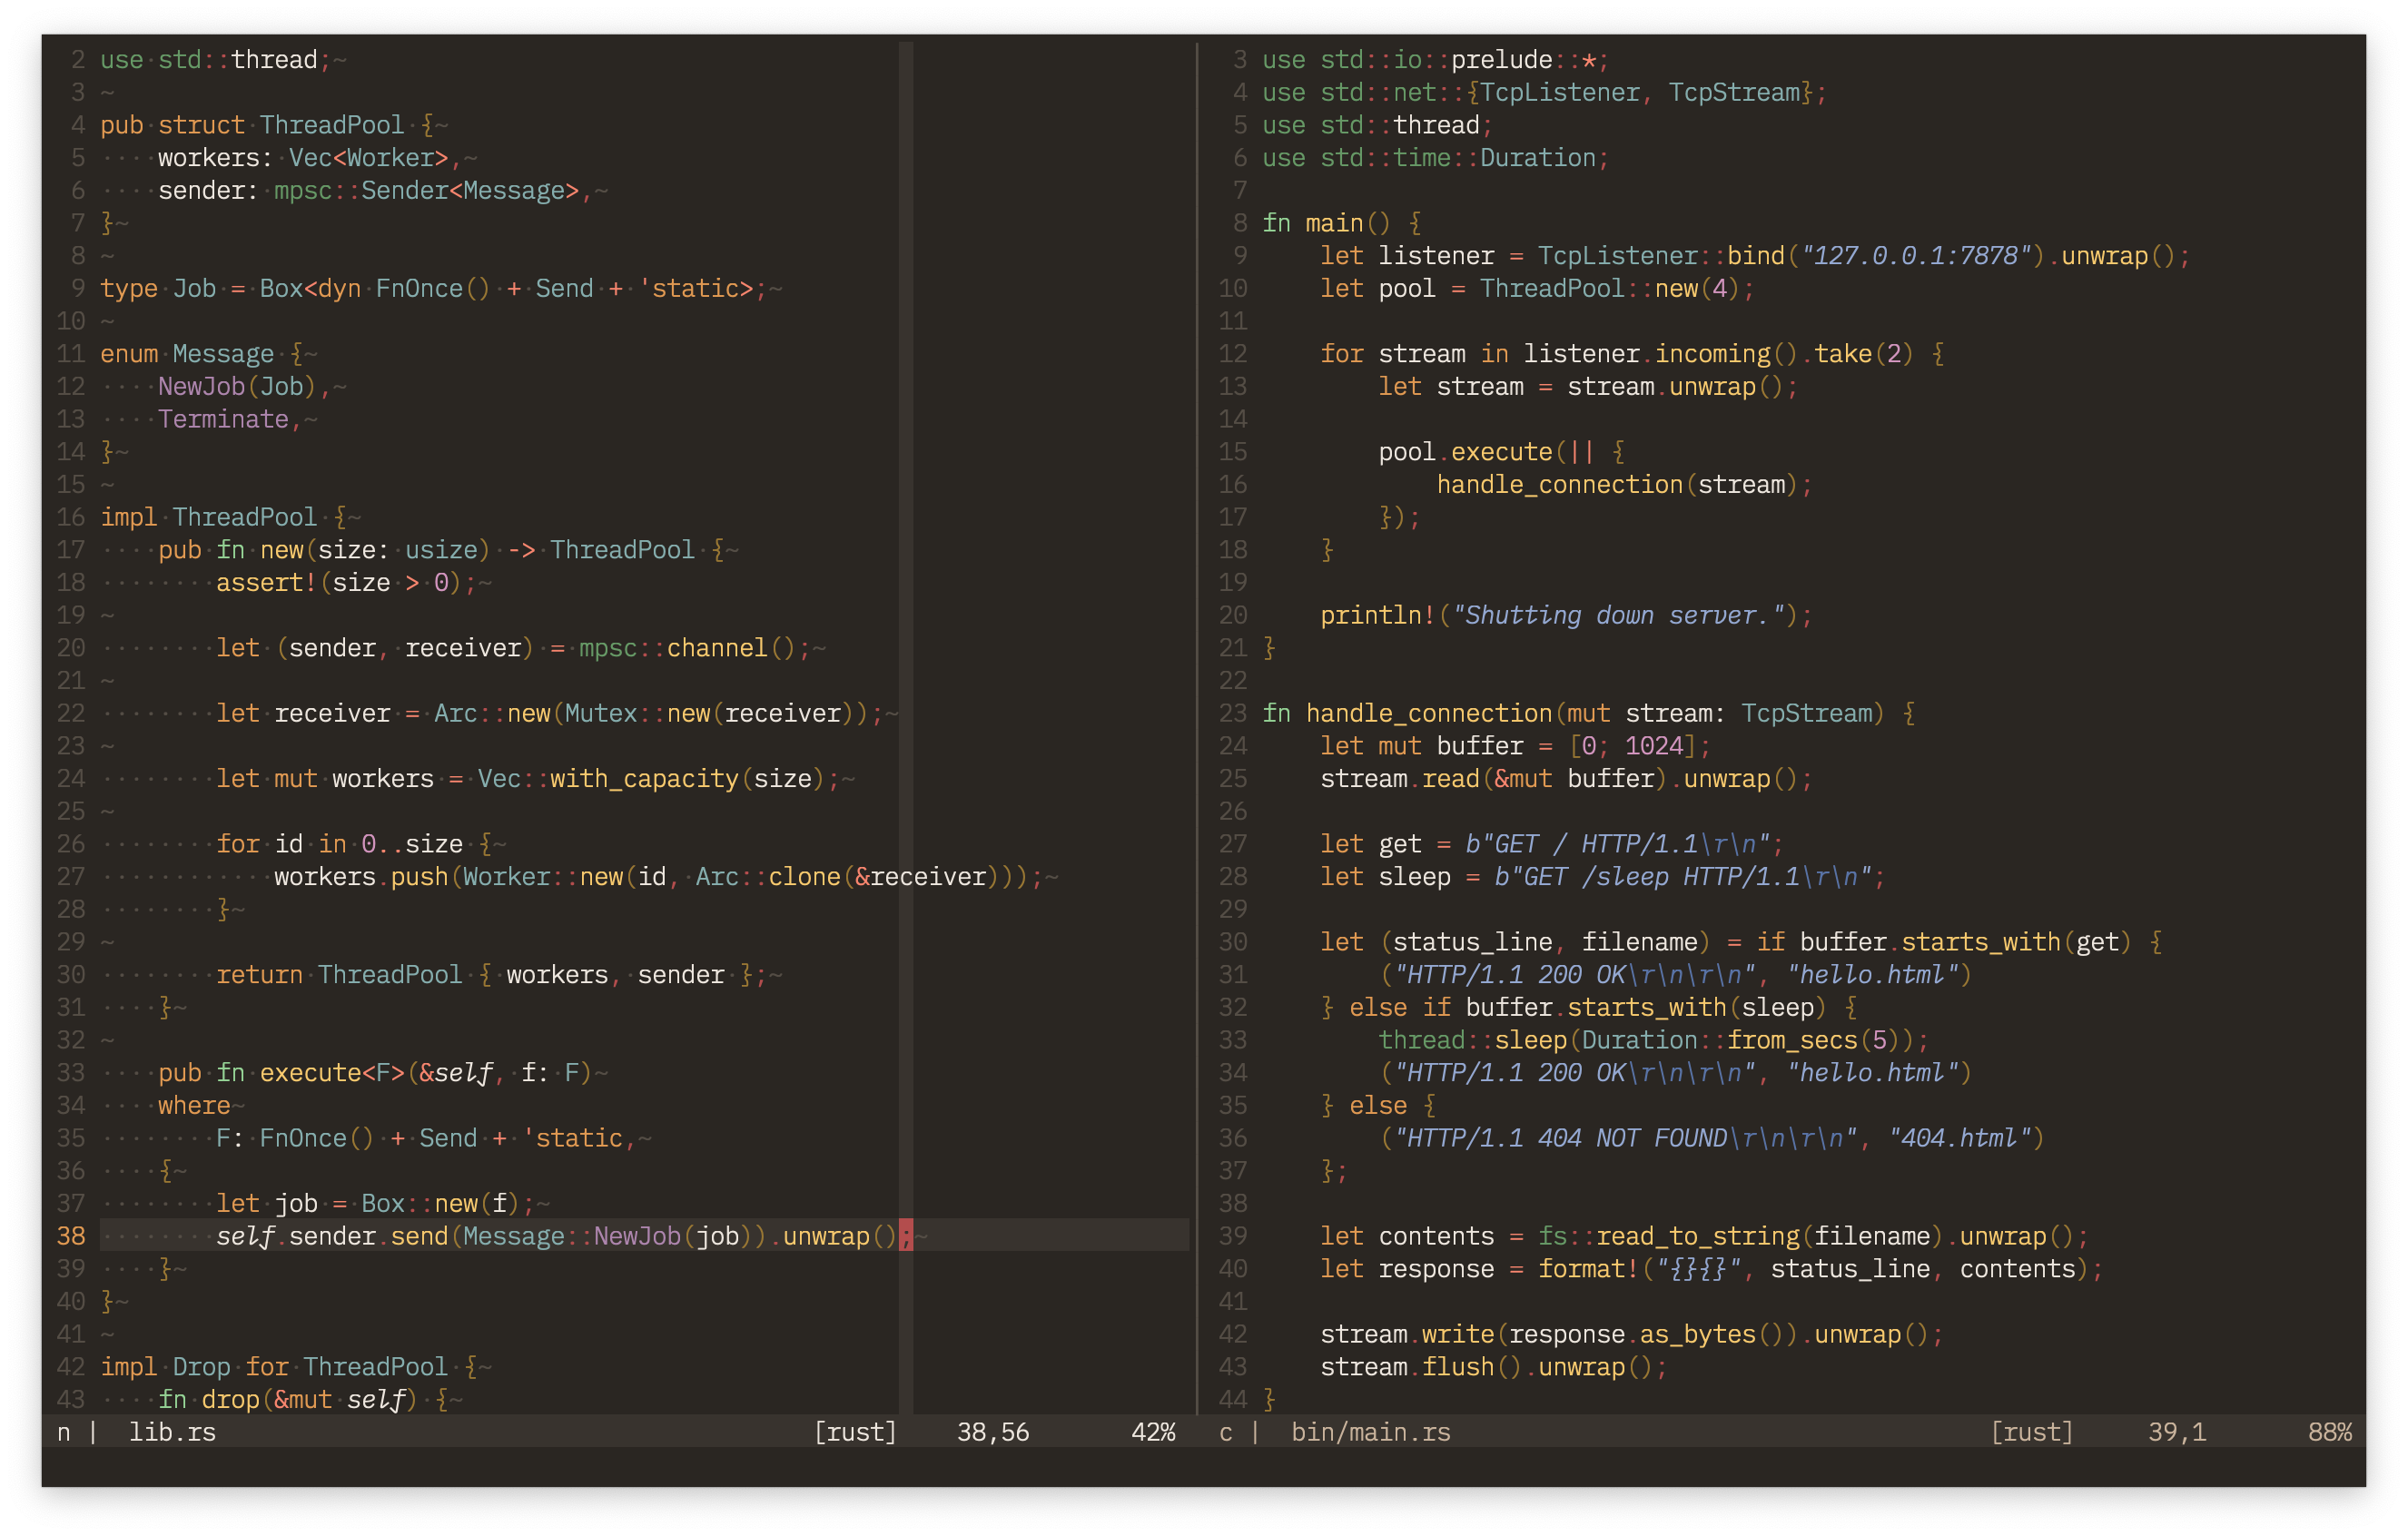 2 use·std::thread;~
3 ~
4 pub·struct·ThreadPool·{~
5 ····workers:·Vec<Worker>,~
6 ····sender:·mpsc::Sender<Message>,~
7 }~
8 ~
9 type·Job·=·Box<dyn·FnOnce()·+·Send·+·'static>;~
10 ~
11 enum·Message·{~
12 ····NewJob(Job),~
13 ····Terminate,~
14 }~
15 ~
16 impl·ThreadPool·{~
17 ····pub·fn·new(size:·usize)·->·ThreadPool·{~
18 ········assert!(size·>·0);~
19 ~
20 ········let·(sender,·receiver)·=·mpsc::channel();~
21 ~
22 ········let·receiver·=·Arc::new(Mutex::new(receiver));~
23 ~
24 ········let·mut·workers·=·Vec::with_capacity(size);~
25 ~
26 ········for·id·in·0..size·{~
27 ············workers.push(Worker::new(id,·Arc::clone(&receiver)));~
28 ········}~
29 ~
30 ········return·ThreadPool·{·workers,·sender·};~
31 ····}~
32 ~
33 ····pub·fn·execute<F>(&self,·f:·F)~
34 ····where~
35 ········F:·FnOnce()·+·Send·+·'static,~
36 ····{~
37 ········let·job·=·Box::new(f);~
38 ········self.sender.send(Message::NewJob(job)).unwrap();~
39 ····}~
40 }~
41 ~
42 impl·Drop·for·ThreadPool·{~
43 ····fn·drop(&mut·self)·{~
n | lib.rs [rust] 38,56 42%
3 use std::io::prelude::*;
4 use std::net::{TcpListener, TcpStream};
5 use std::thread;
6 use std::time::Duration;
7
8 fn main() {
9     let listener = TcpListener::bind("127.0.0.1:7878").unwrap();
10     let pool = ThreadPool::new(4);
11
12     for stream in listener.incoming().take(2) {
13         let stream = stream.unwrap();
14
15         pool.execute(|| {
16             handle_connection(stream);
17         });
18     }
19
20     println!("Shutting down server.");
21 }
22
23 fn handle_connection(mut stream: TcpStream) {
24     let mut buffer = [0; 1024];
25     stream.read(&mut buffer).unwrap();
26
27     let get = b"GET / HTTP/1.1\r\n";
28     let sleep = b"GET /sleep HTTP/1.1\r\n";
29
30     let (status_line, filename) = if buffer.starts_with(get) {
31         ("HTTP/1.1 200 OK\r\n\r\n", "hello.html")
32     } else if buffer.starts_with(sleep) {
33         thread::sleep(Duration::from_secs(5));
34         ("HTTP/1.1 200 OK\r\n\r\n", "hello.html")
35     } else {
36         ("HTTP/1.1 404 NOT FOUND\r\n\r\n", "404.html")
37     };
38
39     let contents = fs::read_to_string(filename).unwrap();
40     let response = format!("{}{}", status_line, contents);
41
42     stream.write(response.as_bytes()).unwrap();
43     stream.flush().unwrap();
44 }
c | bin/main.rs [rust] 39,1 88%